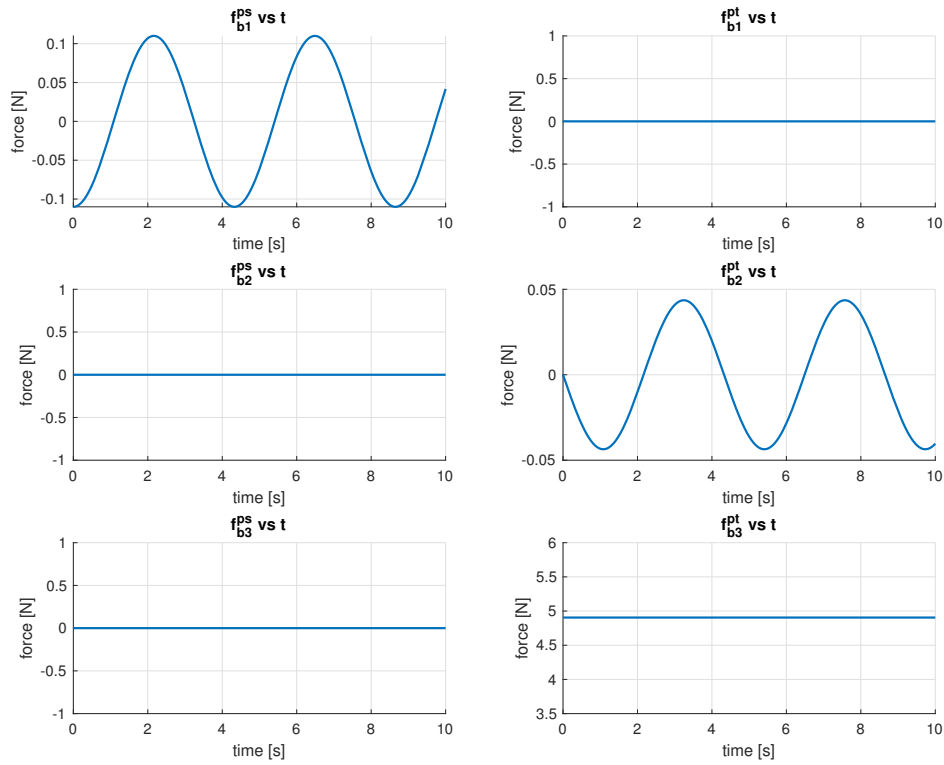 f_b1^ps vs t
force [N]
0.1
0.05
0
-0.05
-0.1
0 2 4 6 8 10
time [s]
f_b1^pt vs t
force [N]
1
0.5
0
-0.5
-1
0 2 4 6 8 10
time [s]
f_b2^ps vs t
force [N]
1
0.5
0
-0.5
-1
0 2 4 6 8 10
time [s]
f_b2^pt vs t
force [N]
0.05
0
-0.05
0 2 4 6 8 10
time [s]
f_b3^ps vs t
force [N]
1
0.5
0
-0.5
-1
0 2 4 6 8 10
time [s]
f_b3^pt vs t
force [N]
6
5.5
5
4.5
4
3.5
0 2 4 6 8 10
time [s]